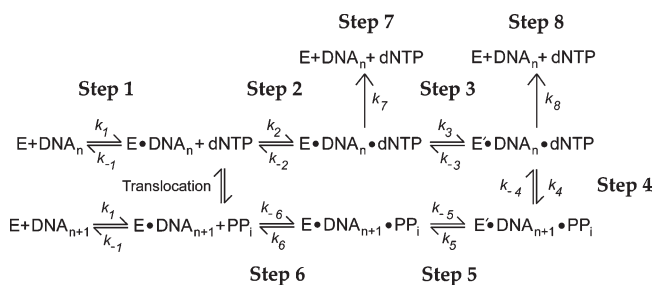 Step 7 Step 8
E+DNAn+ dNTP E+DNAn+ dNTP
Step 1 Step 2 k7 Step 3 k8
E+DNAn k1 k-1 E•DNAn+ dNTP k2 k-2 E•DNAn•dNTP k3 k-3 E'•DNAn•dNTP
Translocation k-4 k4 Step 4
E+DNAn+1 k1 k-1 E•DNAn+1+PPi k-6 k6 E•DNAn+1•PPi k-5 k5 E'•DNAn+1•PPi
Step 6 Step 5